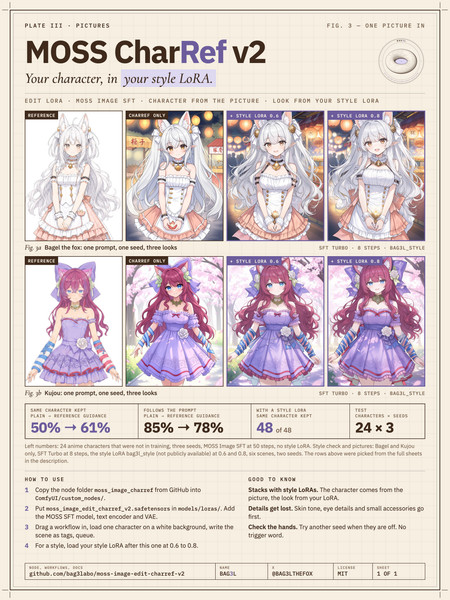 PLATE III · PICTURES
FIG. 3 — ONE PICTURE IN
MOSS CharRef v2
Your character, in your style LoRA.
EDIT LORA · MOSS IMAGE SFT · CHARACTER FROM THE PICTURE · LOOK FROM YOUR STYLE LORA
REFERENCE
CHARREF ONLY
+ STYLE LORA 0.6
+ STYLE LORA 0.8
Fig. 3a Bagel the fox: one prompt, one seed, three looks
SFT TURBO · 8 STEPS · BAG3L_STYLE
REFERENCE
CHARREF ONLY
+ STYLE LORA 0.6
+ STYLE LORA 0.8
Fig. 3b Kujou: one prompt, one seed, three looks
SFT TURBO · 8 STEPS · BAG3L_STYLE
SAME CHARACTER KEPT
PLAIN → REFERENCE GUIDANCE
50% → 61%
FOLLOWS THE PROMPT
PLAIN → REFERENCE GUIDANCE
85% → 78%
WITH A STYLE LORA
SAME CHARACTER KEPT
48 of 48
TEST
CHARACTERS × SEEDS
24 × 3
Left numbers: 24 anime characters that were not in training, three seeds, MOSS Image SFT at 50 steps, no style LoRA. Style check and pictures: Bagel and Kujou
only, SFT Turbo at 8 steps, the style LoRA bag3l_style (not publicly available) at 0.6 and 0.8, six scenes, two seeds. The rows above were picked from the full sheets
in the description.
HOW TO USE
1 Copy the node folder moss_image_charref from GitHub into
ComfyUI/custom_nodes/.
2 Put moss_image_edit_charref_v2.safetensors in models/loras/. Add
the MOSS SFT model, text encoder and VAE.
3 Drag a workflow in, load one character on a white background, write the
scene as tags, queue.
4 For a style, load your style LoRA after this one at 0.6 to 0.8.
GOOD TO KNOW
Stacks with style LoRAs. The character comes from the
picture, the look from your LoRA.
Details get lost. Skin tone, eye details and small accessories go
first.
Check the hands. Try another seed when they are off. No
trigger word.
NODE, WORKFLOWS, DOCS
github.com/bag3labo/moss-image-edit-charref-v2
NAME
BAG3L
X
@BAG3LTHEFOX
LICENSE
MIT
SHEET
1 OF 1